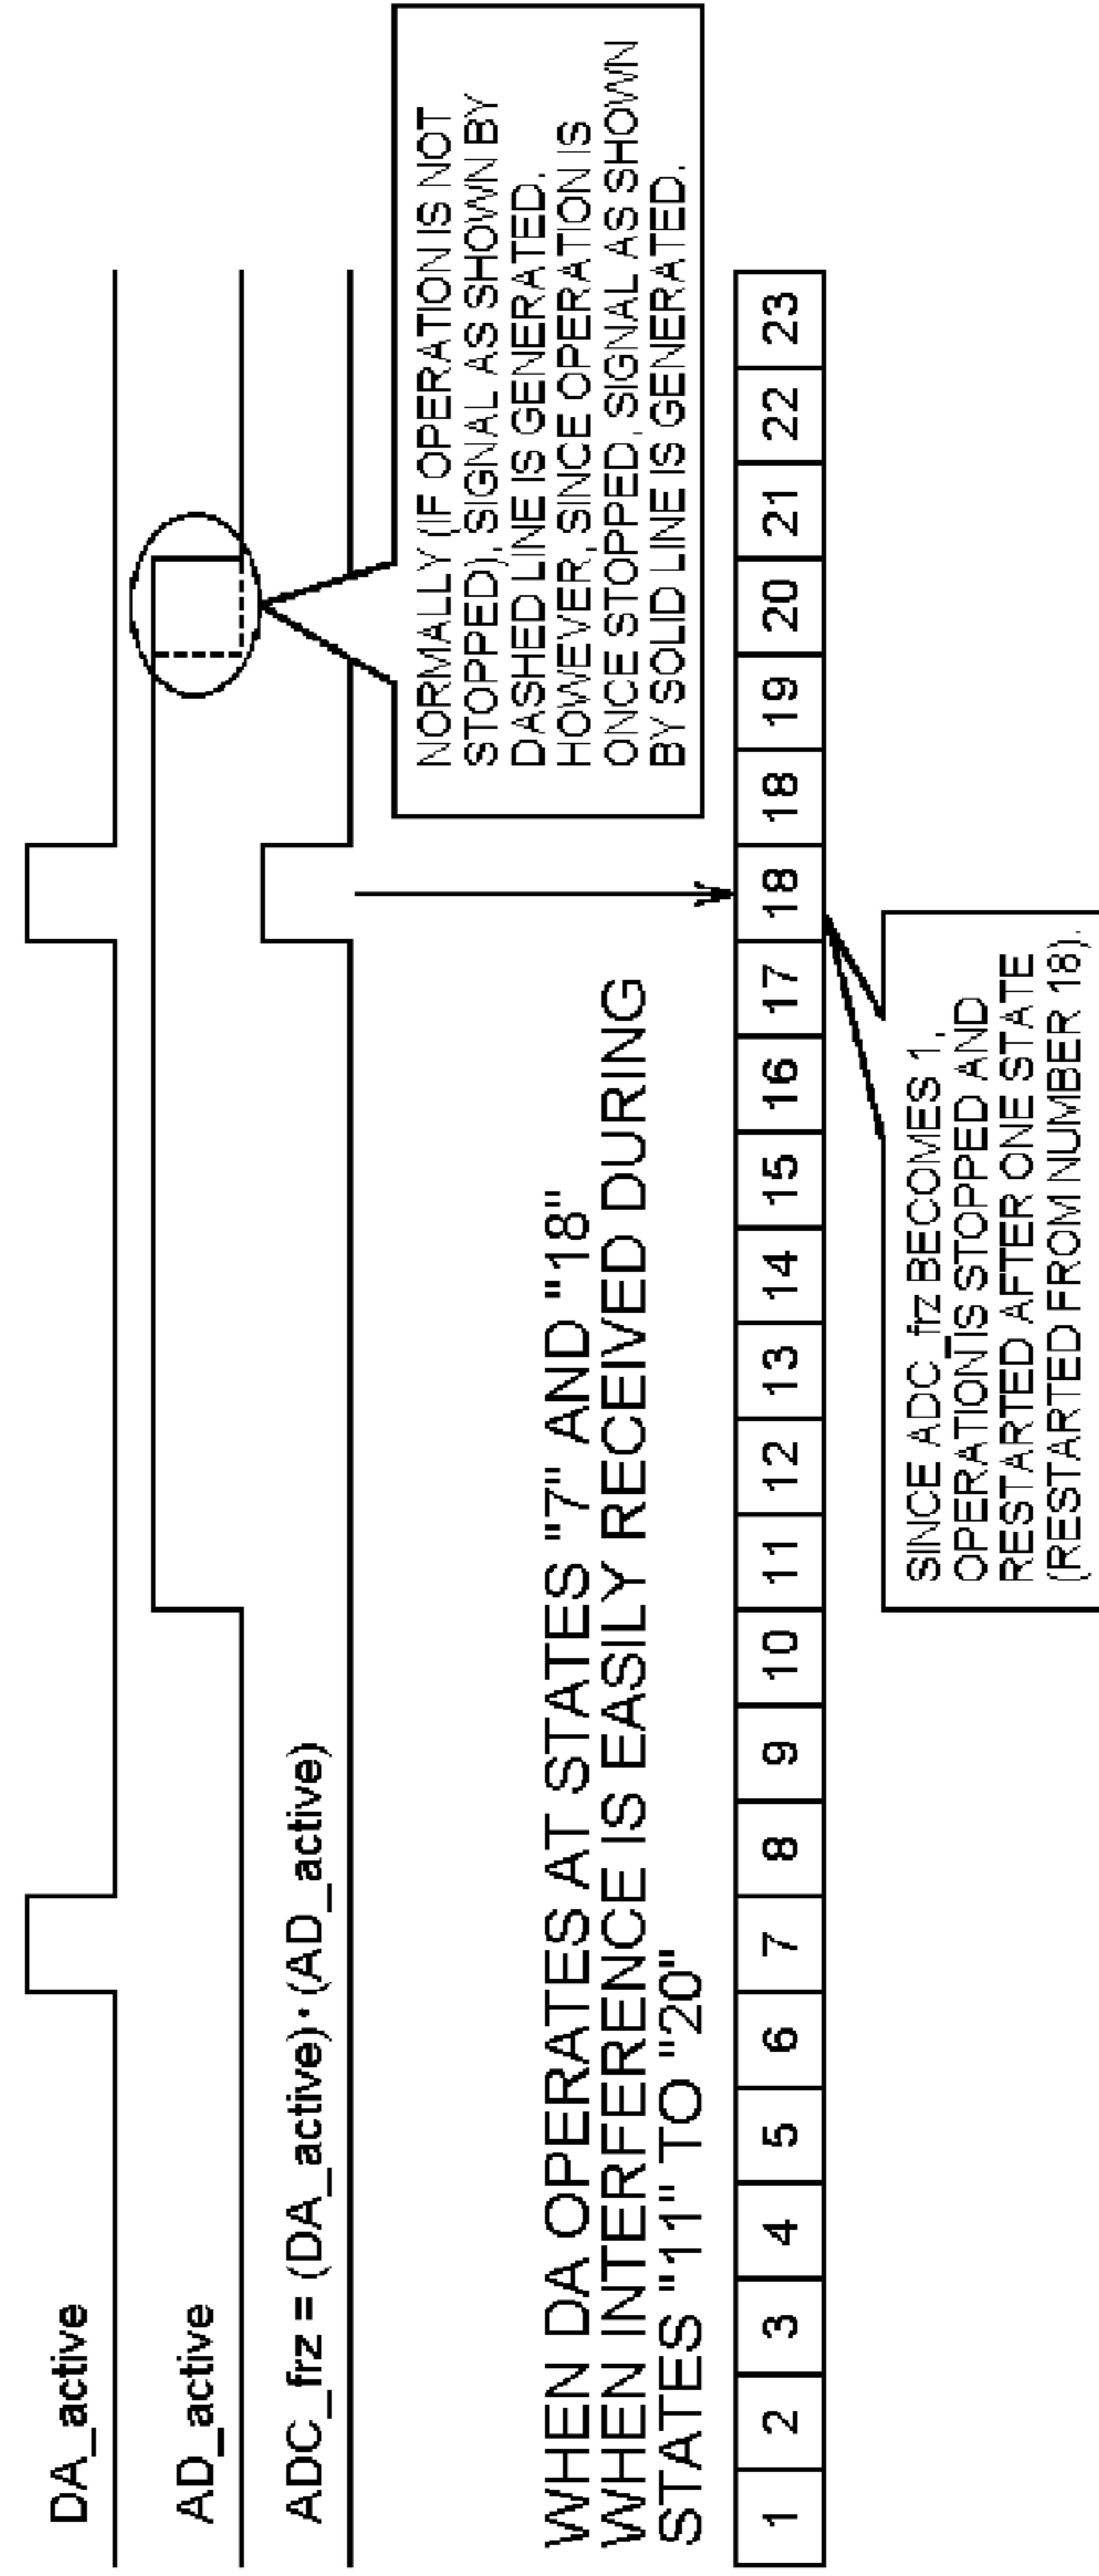 DA_active
AD_active
ADC_frz = (DA_active)·(AD_active)
NORMALLY (IF OPERATION IS NOT
STOPPED), SIGNAL AS SHOWN BY
DASHED LINE IS GENERATED.
HOWEVER, SINCE OPERATION IS
ONCE STOPPED, SIGNAL AS SHOWN
BY SOLID LINE IS GENERATED.
WHEN DA OPERATES AT STATES "7" AND "18"
WHEN INTERFERENCE IS EASILY RECEIVED DURING
STATES "11" TO "20"
1 2 3 4 5 6 7 8 9 10 11 12 13 14 15 16 17 18 18 19 20 21 22 23
SINCE ADC_frz BECOMES 1,
OPERATION IS STOPPED AND
RESTARTED AFTER ONE STATE
(RESTARTED FROM NUMBER 18).